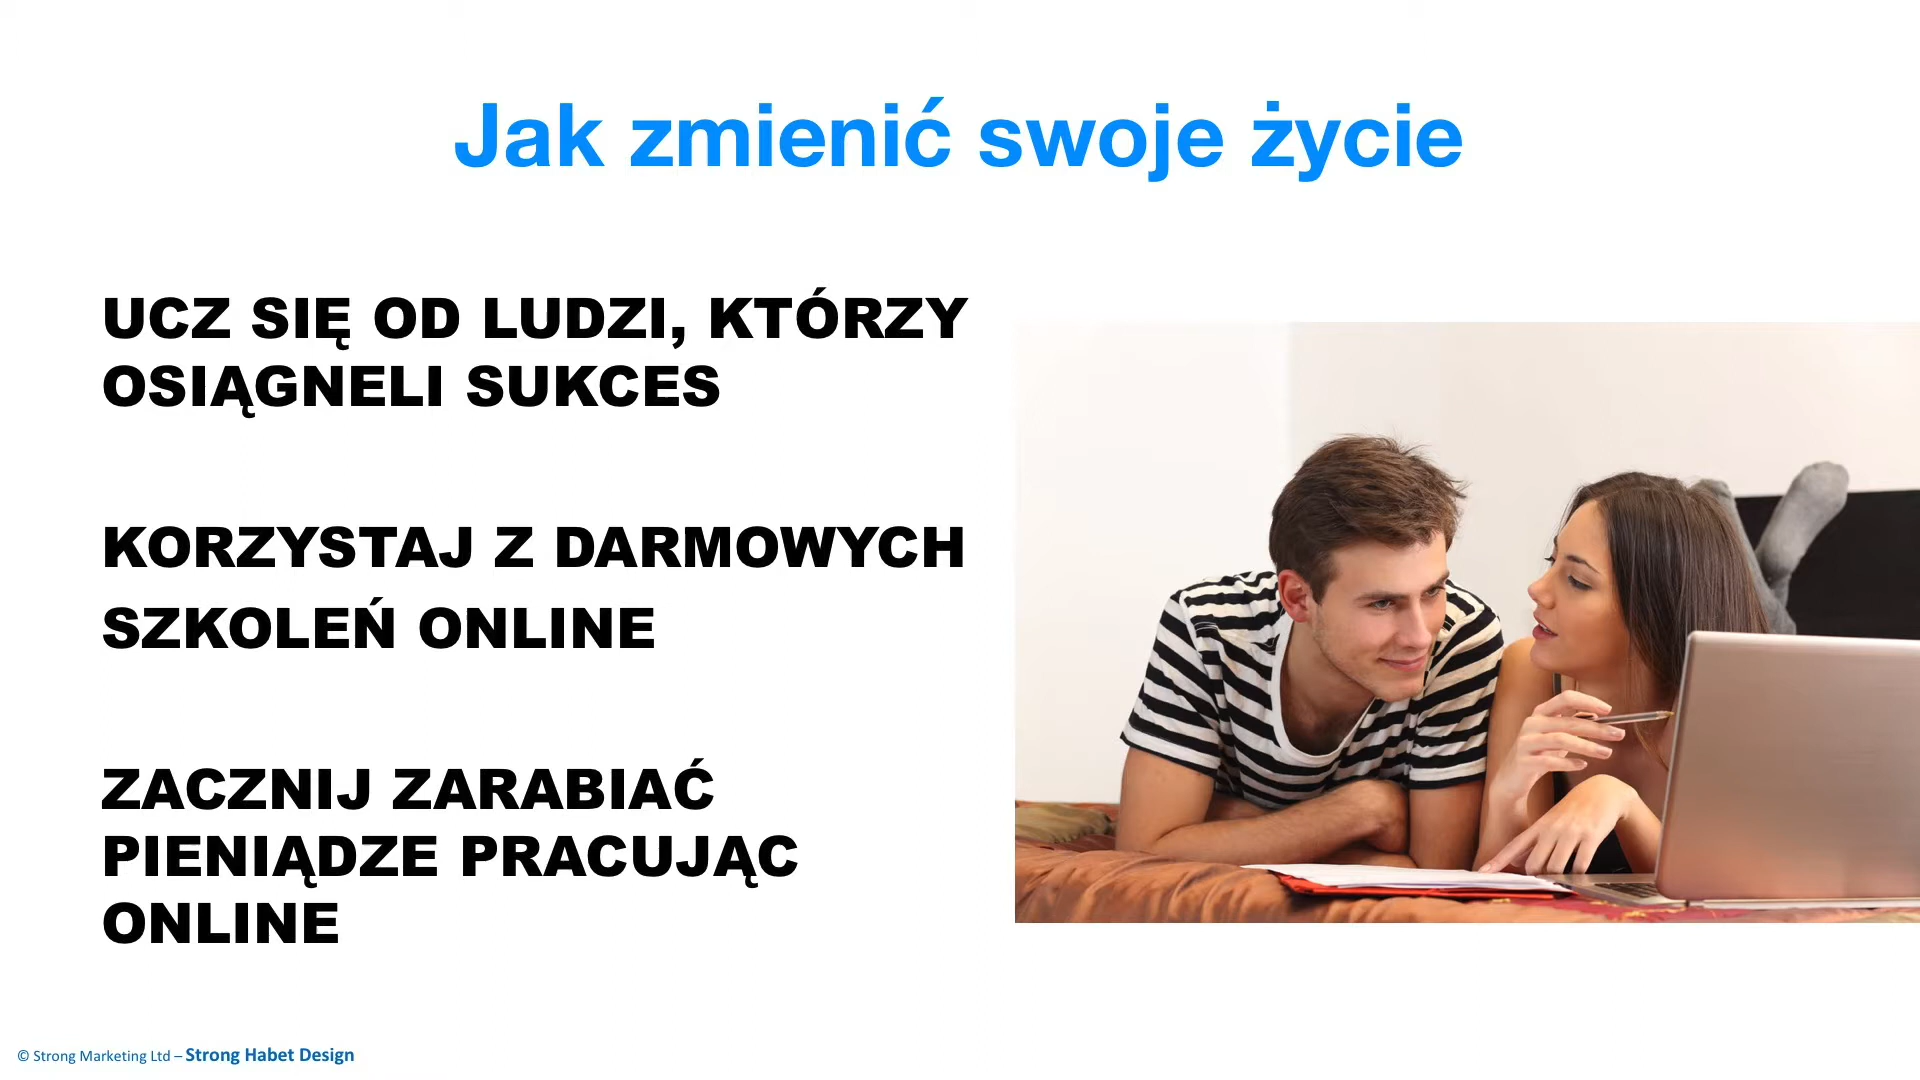 Jak zmienić swoje życie
UCZ SIĘ OD LUDZI, KTÓRZY
OSIĄGNELI SUKCES
KORZYSTAJ Z DARMOWYCH
SZKOLEŃ ONLINE
ZACZNIJ ZARABIAĆ
PIENIĄDZE PRACUJĄC
ONLINE
© Strong Marketing Ltd – Strong Habet Design